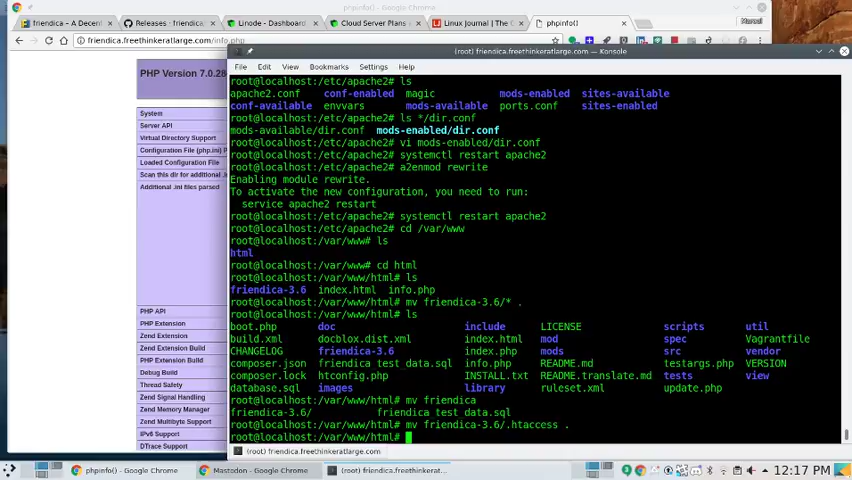 phpinfo() - Google Chrome
friendica – A Decent
Releases · friendica
Linode - Dashboard
Cloud Server Plans
Linux Journal | The O
phpinfo()
Manuel
friendica.freethinkeratlarge.com/info.php
(root) friendica.freethinkeratlarge.com — Konsole
File Edit View Bookmarks Settings Help
PHP Version 7.0.28
System
Server API
Virtual Directory Support
Configuration File (php.ini) P
Loaded Configuration File
Scan this dir for additional .i
Additional .ini files parsed
PHP API
PHP Extension
Zend Extension
Zend Extension Build
PHP Extension Build
Debug Build
Thread Safety
Zend Signal Handling
Zend Memory Manager
Zend Multibyte Support
IPv6 Support
DTrace Support
root@localhost:/etc/apache2# ls
apache2.conf conf-enabled magic mods-enabled sites-available
conf-available envvars mods-available ports.conf sites-enabled
root@localhost:/etc/apache2# ls */dir.conf
mods-available/dir.conf mods-enabled/dir.conf
root@localhost:/etc/apache2# vi mods-enabled/dir.conf
root@localhost:/etc/apache2# systemctl restart apache2
root@localhost:/etc/apache2# a2enmod rewrite
Enabling module rewrite.
To activate the new configuration, you need to run:
service apache2 restart
root@localhost:/etc/apache2# systemctl restart apache2
root@localhost:/etc/apache2# cd /var/www
root@localhost:/var/www# ls
html
root@localhost:/var/www# cd html
root@localhost:/var/www/html# ls
friendica-3.6 index.html info.php
root@localhost:/var/www/html# mv friendica-3.6/* .
root@localhost:/var/www/html# ls
boot.php doc include LICENSE scripts util
build.xml docblox.dist.xml index.html mod spec Vagrantfile
CHANGELOG friendica-3.6 index.php mods src vendor
composer.json friendica test data.sql info.php README.md testargs.php VERSION
composer.lock htconfig.php INSTALL.txt README.translate.md tests view
database.sql images library ruleset.xml update.php
root@localhost:/var/www/html# mv friendica
friendica-3.6/ friendica test data.sql
root@localhost:/var/www/html# mv friendica-3.6/.htaccess .
root@localhost:/var/www/html#
(root) friendica.freethinkeratlarge.com
phpinfo() - Google Chrome
Mastodon - Google Chrome
(root) friendica.freethinkerat...
12:17 PM